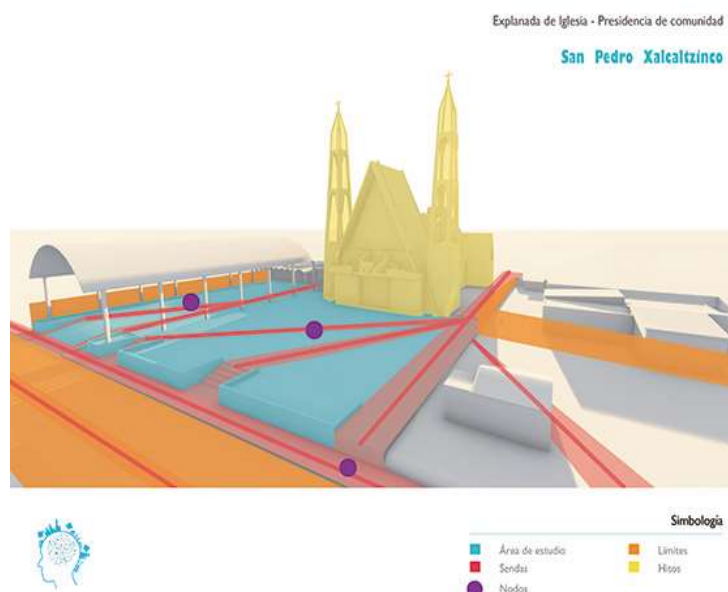 Explanada de Iglesia - Presidencia de comunidad
San Pedro Xalcaltzinco
Simbología
Área de estudio
Sendas
Nodos
Límites
Hitos